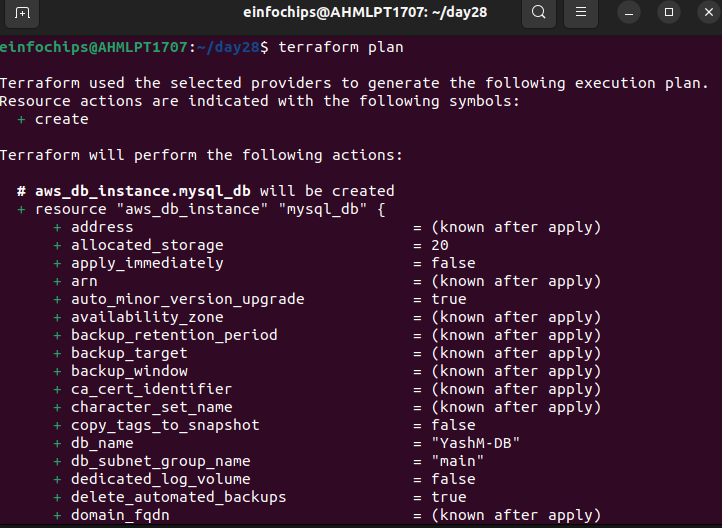 einfochips@AHMLPT1707: ~/day28
einfochips@AHMLPT1707:~/day28$ terraform plan
Terraform used the selected providers to generate the following execution plan.
Resource actions are indicated with the following symbols:
+ create
Terraform will perform the following actions:
# aws_db_instance.mysql_db will be created
+ resource "aws_db_instance" "mysql_db" {
+ address = (known after apply)
+ allocated_storage = 20
+ apply_immediately = false
+ arn = (known after apply)
+ auto_minor_version_upgrade = true
+ availability_zone = (known after apply)
+ backup_retention_period = (known after apply)
+ backup_target = (known after apply)
+ backup_window = (known after apply)
+ ca_cert_identifier = (known after apply)
+ character_set_name = (known after apply)
+ copy_tags_to_snapshot = false
+ db_name = "YashM-DB"
+ db_subnet_group_name = "main"
+ dedicated_log_volume = false
+ delete_automated_backups = true
+ domain_fqdn = (known after apply)